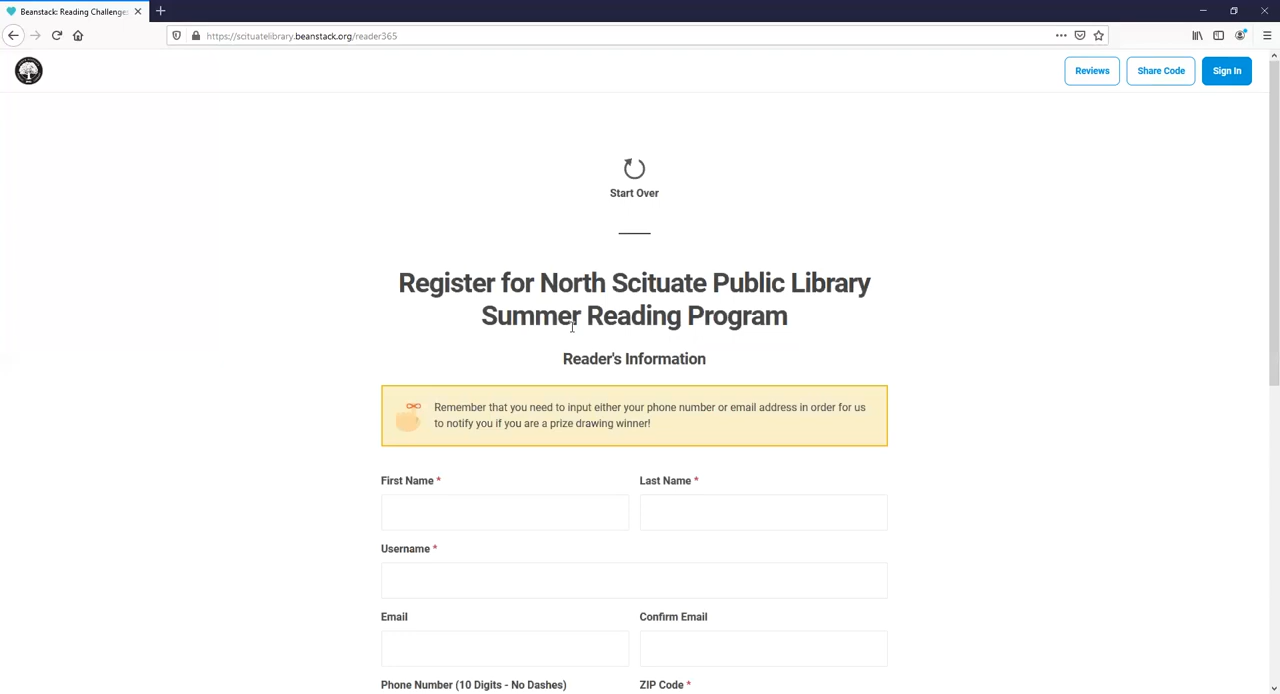 Beanstack: Reading Challenges
https://scituatelibrary.beanstack.org/reader365
Reviews
Share Code
Sign In
Start Over
Register for North Scituate Public Library
Summer Reading Program
Reader's Information
Remember that you need to input either your phone number or email address in order for us
to notify you if you are a prize drawing winner!
First Name *
Last Name *
Username *
Email
Confirm Email
Phone Number (10 Digits - No Dashes)
ZIP Code *